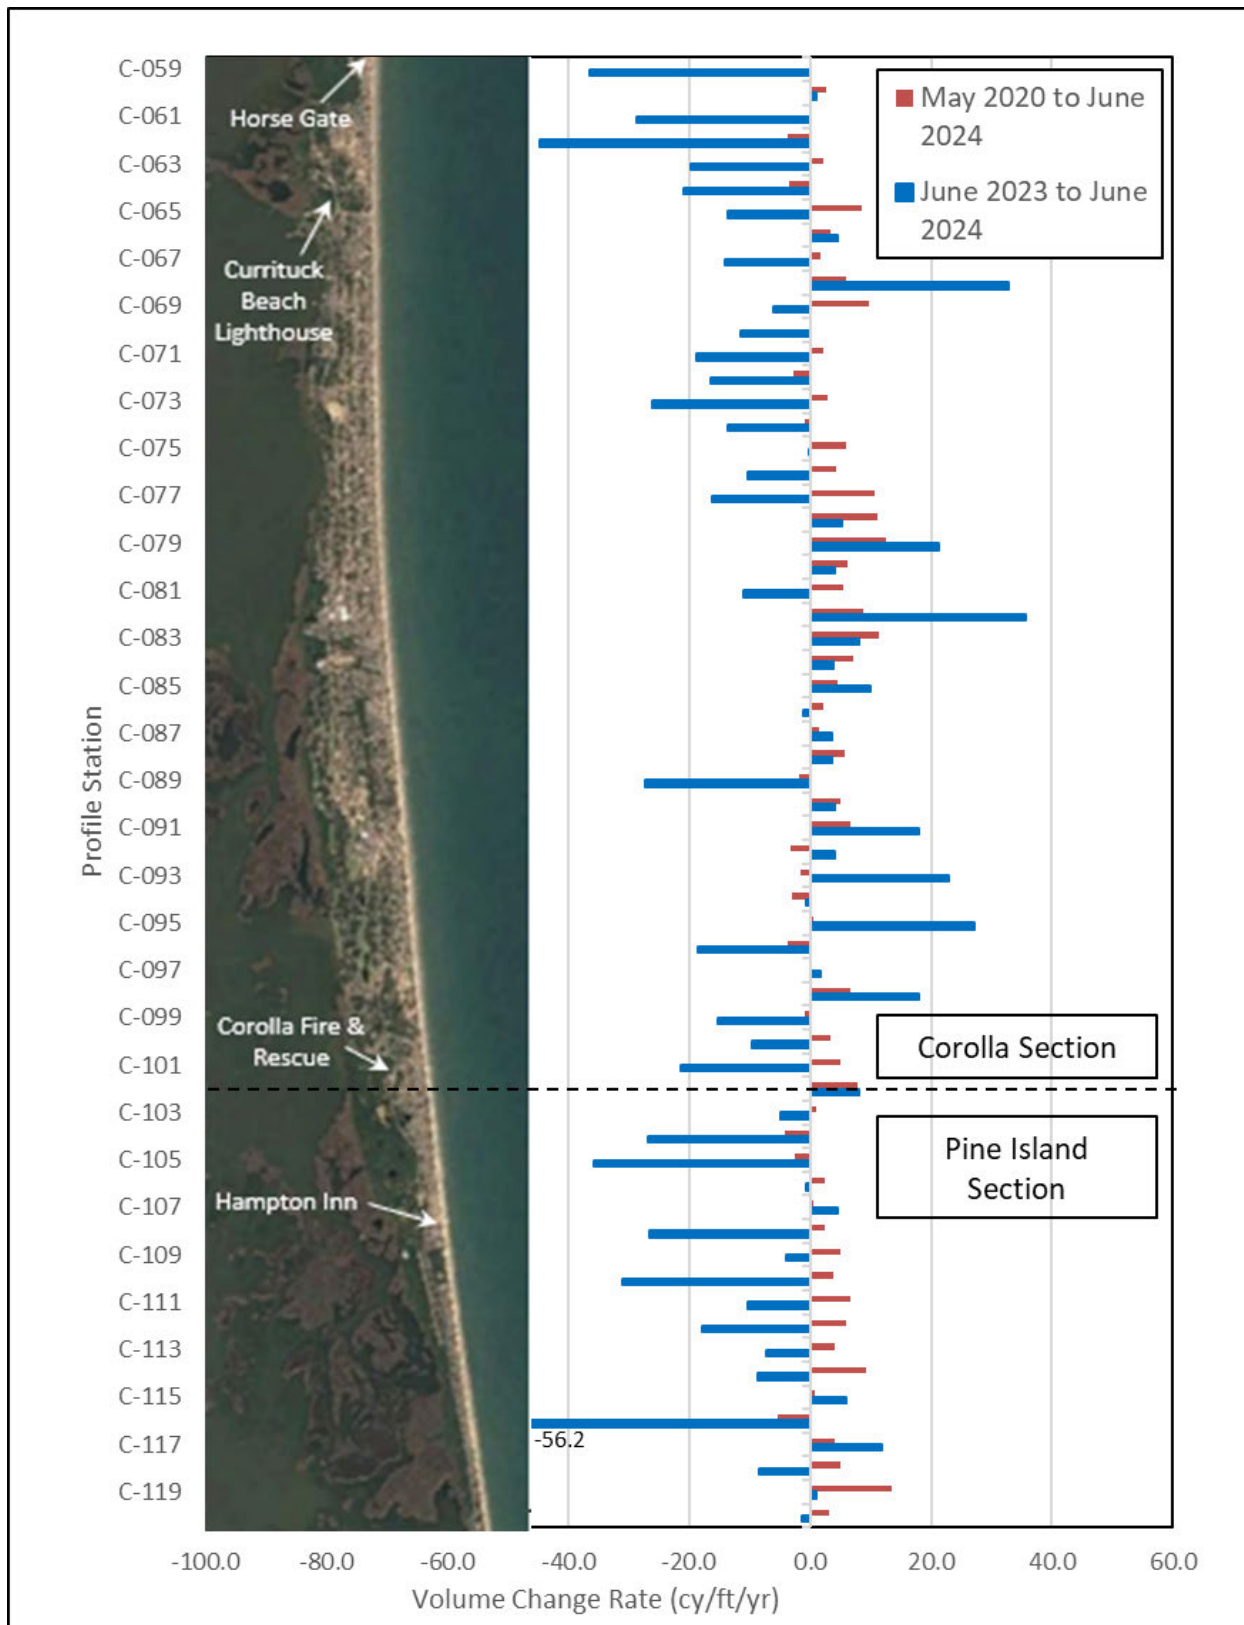 C-059
C-061
C-063
C-065
C-067
C-069
C-071
C-073
C-075
C-077
C-079
C-081
C-083
C-085
C-087
C-089
C-091
C-093
C-095
C-097
C-099
C-101
C-103
C-105
C-107
C-109
C-111
C-113
C-115
C-117
C-119
Profile Station
Horse Gate
Currituck
Beach
Lighthouse
Corolla Fire &
Rescue
Hampton Inn
May 2020 to June
2024
June 2023 to June
2024
Corolla Section
Pine Island
Section
-56.2
-100.0 -80.0 -60.0 -40.0 -20.0 0.0 20.0 40.0 60.0
Volume Change Rate (cy/ft/yr)